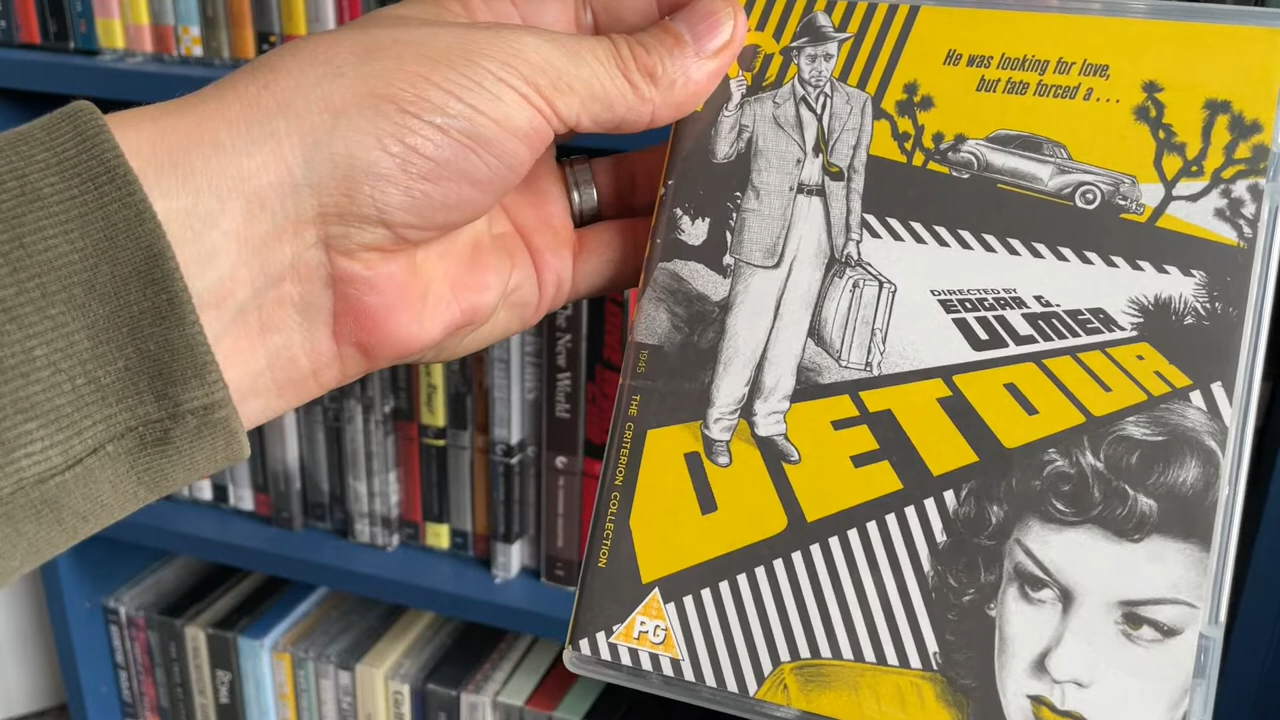 He was looking for love,
but fate forced a...
DIRECTED BY
EDGAR G.
ULMER
DETOUR
1945 THE CRITERION COLLECTION
PG
The New World